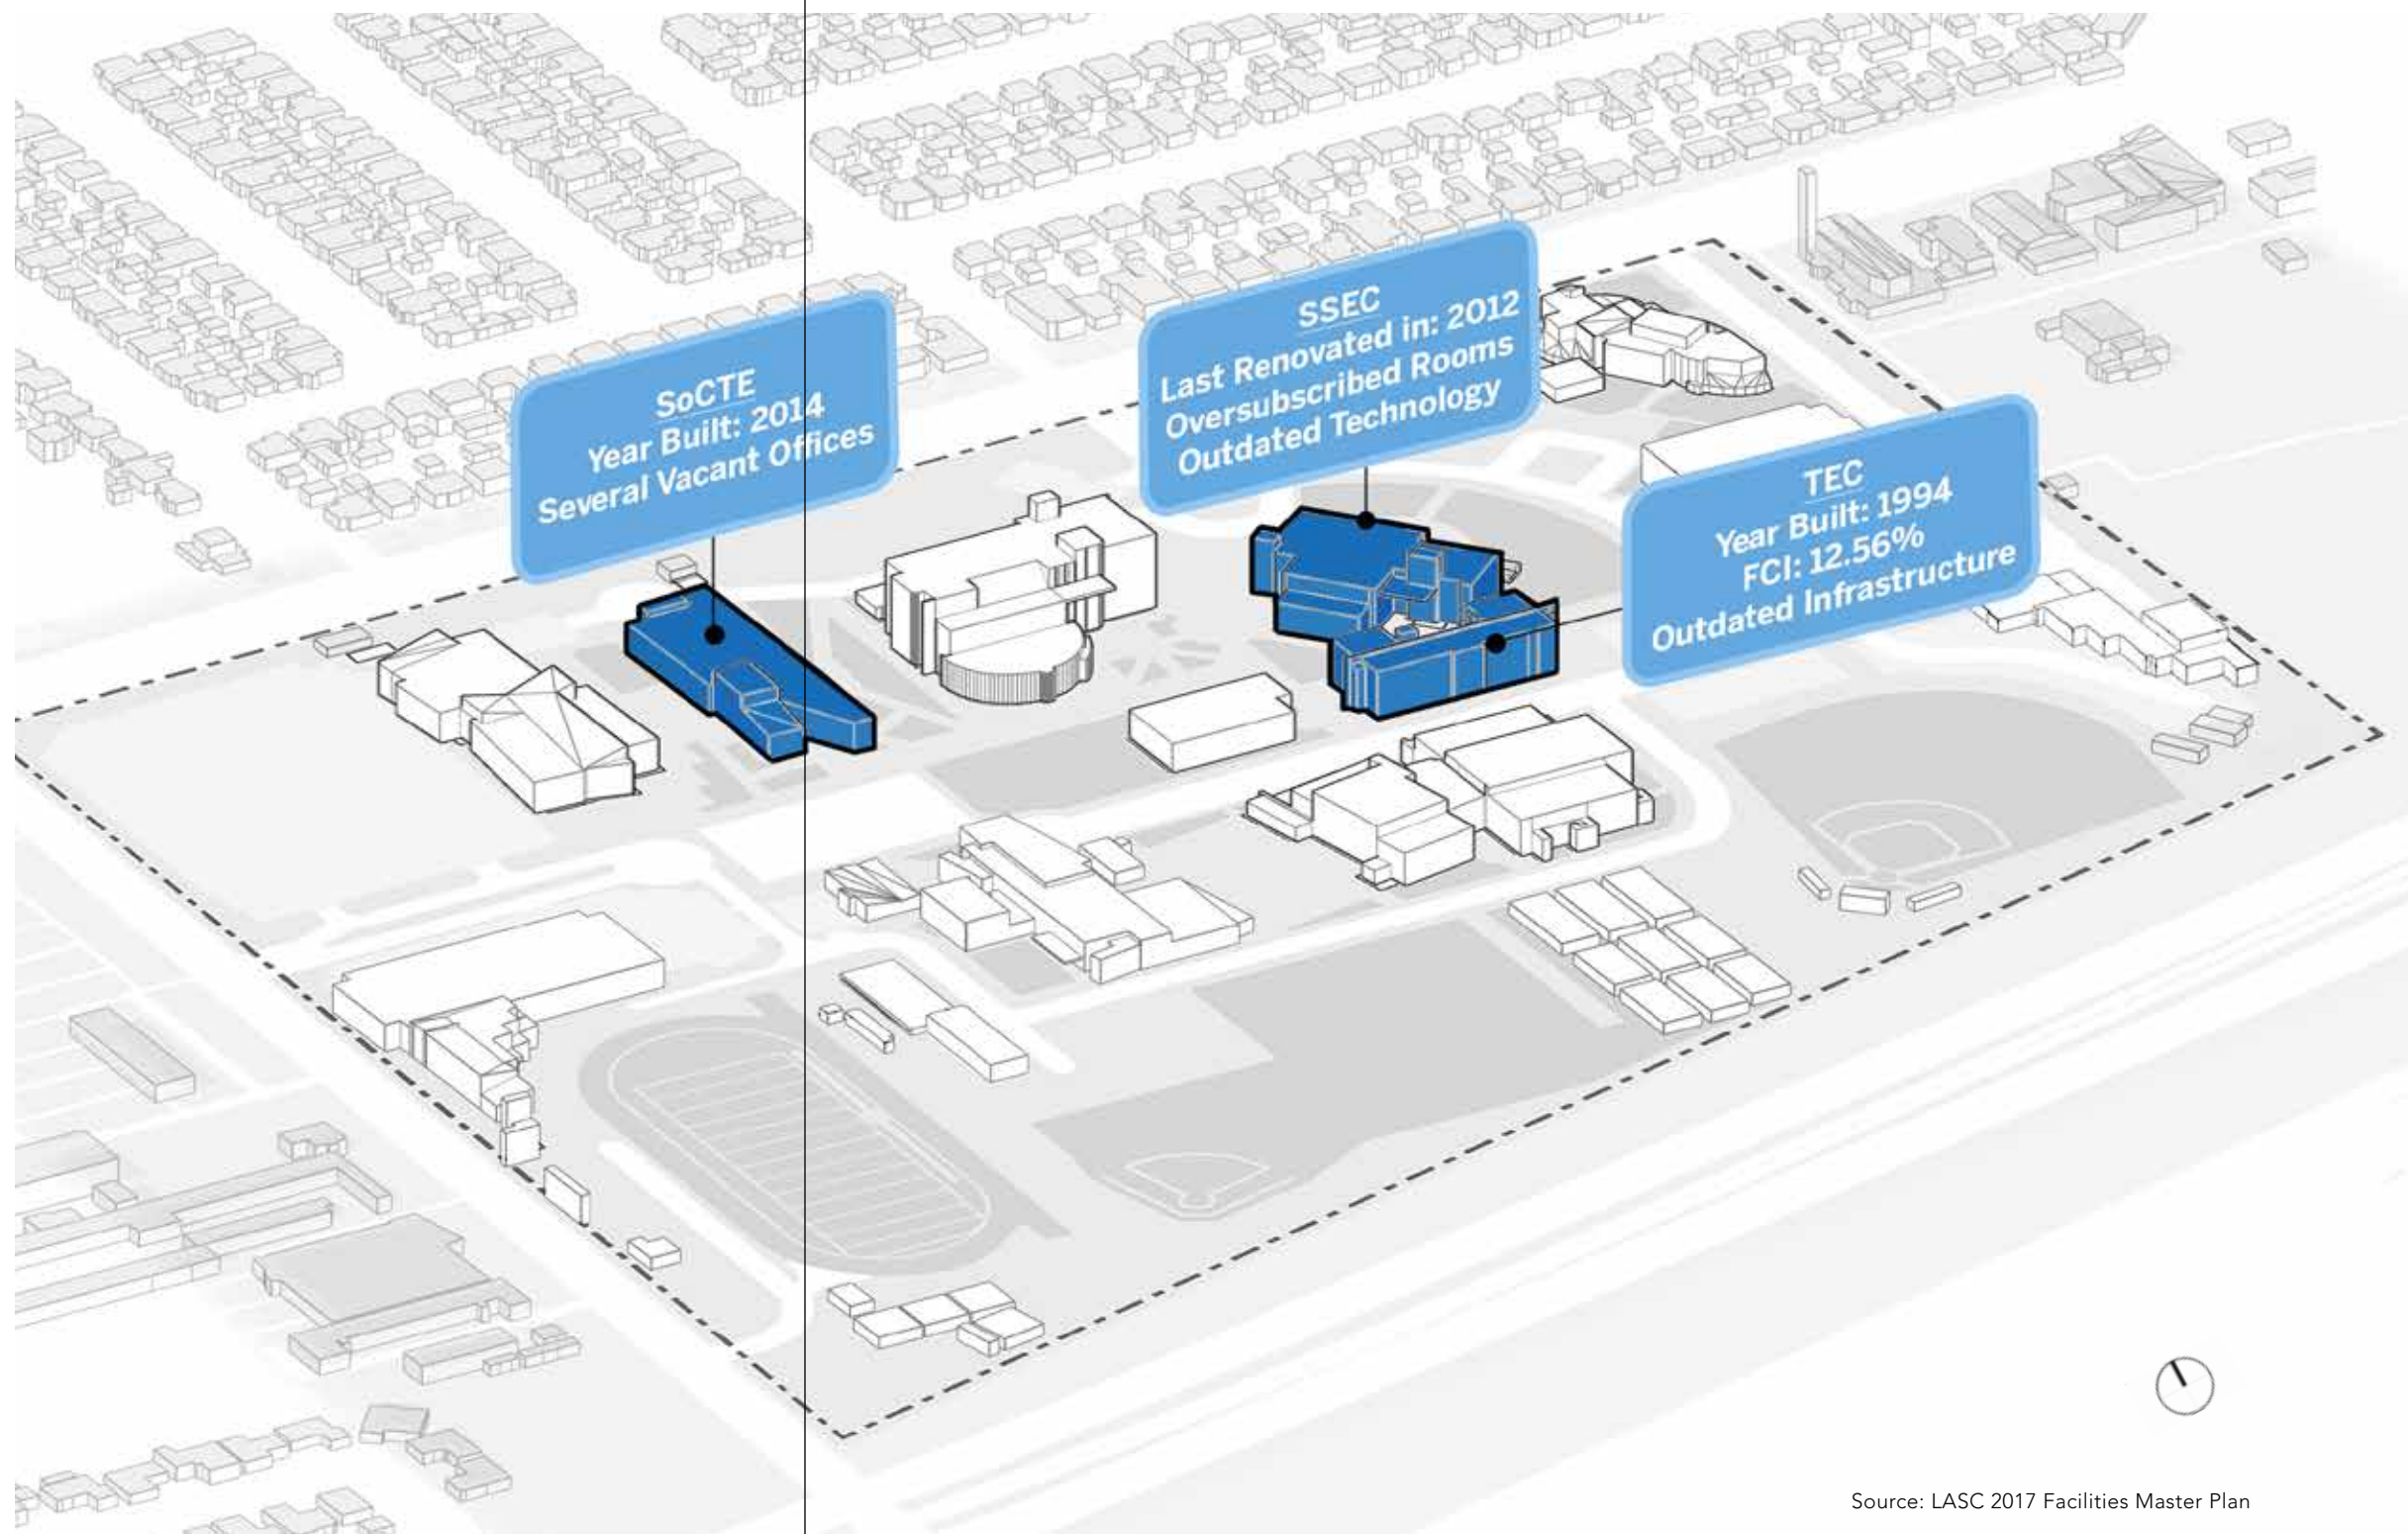 SoCTE
Year Built: 2014
Several Vacant Offices
SSEC
Last Renovated in: 2012
Oversubscribed Rooms
Outdated Technology
TEC
Year Built: 1994
FCI: 12.56%
Outdated Infrastructure
Source: LASC 2017 Facilities Master Plan